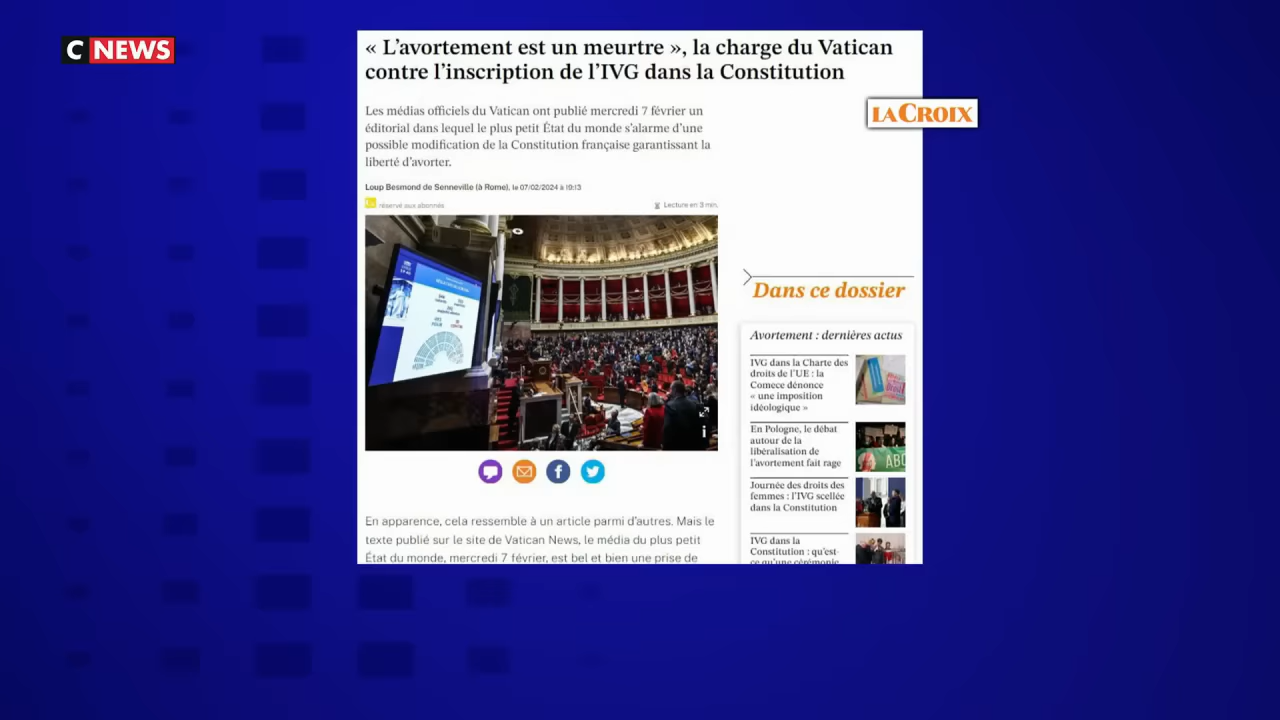 C NEWS
« L'avortement est un meurtre », la charge du Vatican
contre l'inscription de l'IVG dans la Constitution
LA CROIX
Les médias officiels du Vatican ont publié mercredi 7 février un
éditorial dans lequel le plus petit État du monde s'alarme d'une
possible modification de la Constitution française garantissant la
liberté d'avorter.
Loup Besmond de Senneville (à Rome), le 07/02/2024 à 19:13
réservé aux abonnés
Lecture en 3 min.
Dans ce dossier
Avortement : dernières actus
IVG dans la Charte des
droits de l'UE : la
Comece dénonce
« une imposition
idéologique »
En Pologne, le débat
autour de la
libéralisation de
l'avortement fait rage
Journée des droits des
femmes : l'IVG scellée
dans la Constitution
IVG dans la
Constitution : qu'est-
ce qu'une cérémonie
En apparence, cela ressemble à un article parmi d'autres. Mais le
texte publié sur le site de Vatican News, le média du plus petit
État du monde, mercredi 7 février, est bel et bien une prise de